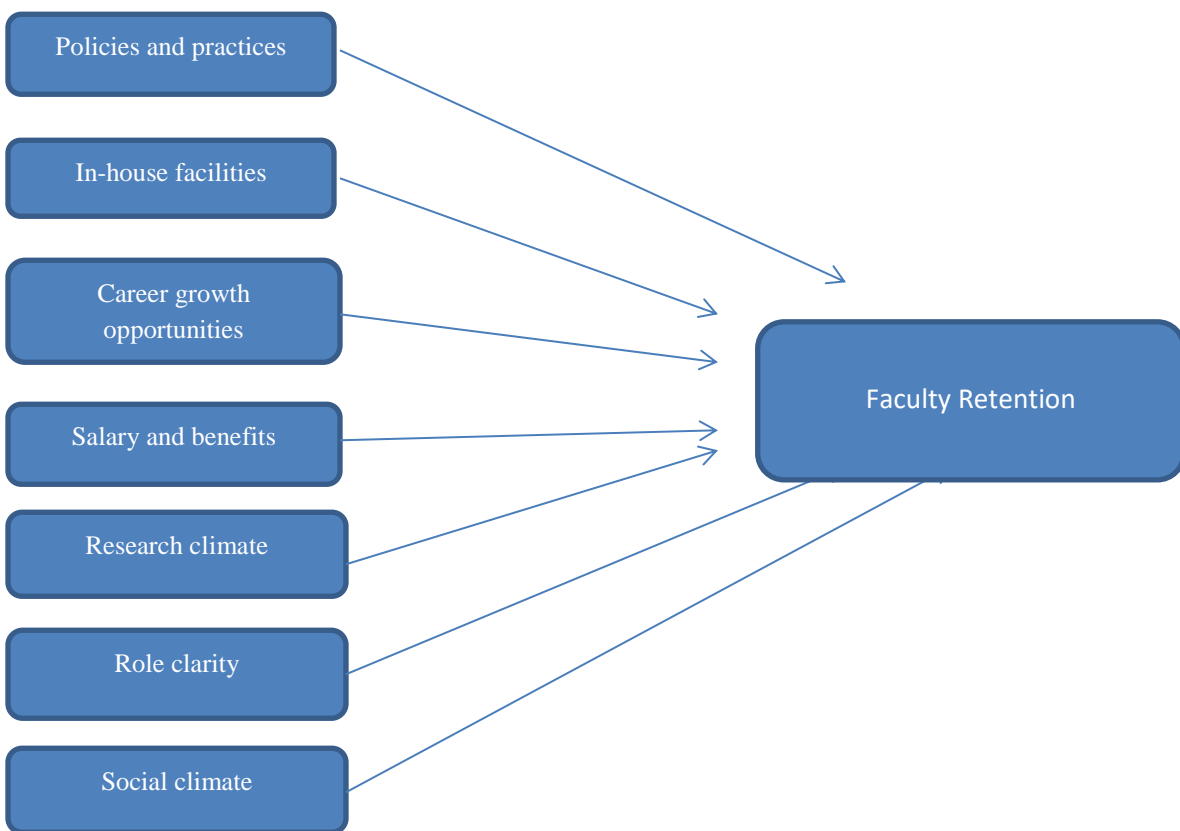 Policies and practices
In-house facilities
Career growth
opportunities
Salary and benefits
Research climate
Role clarity
Social climate
Faculty Retention